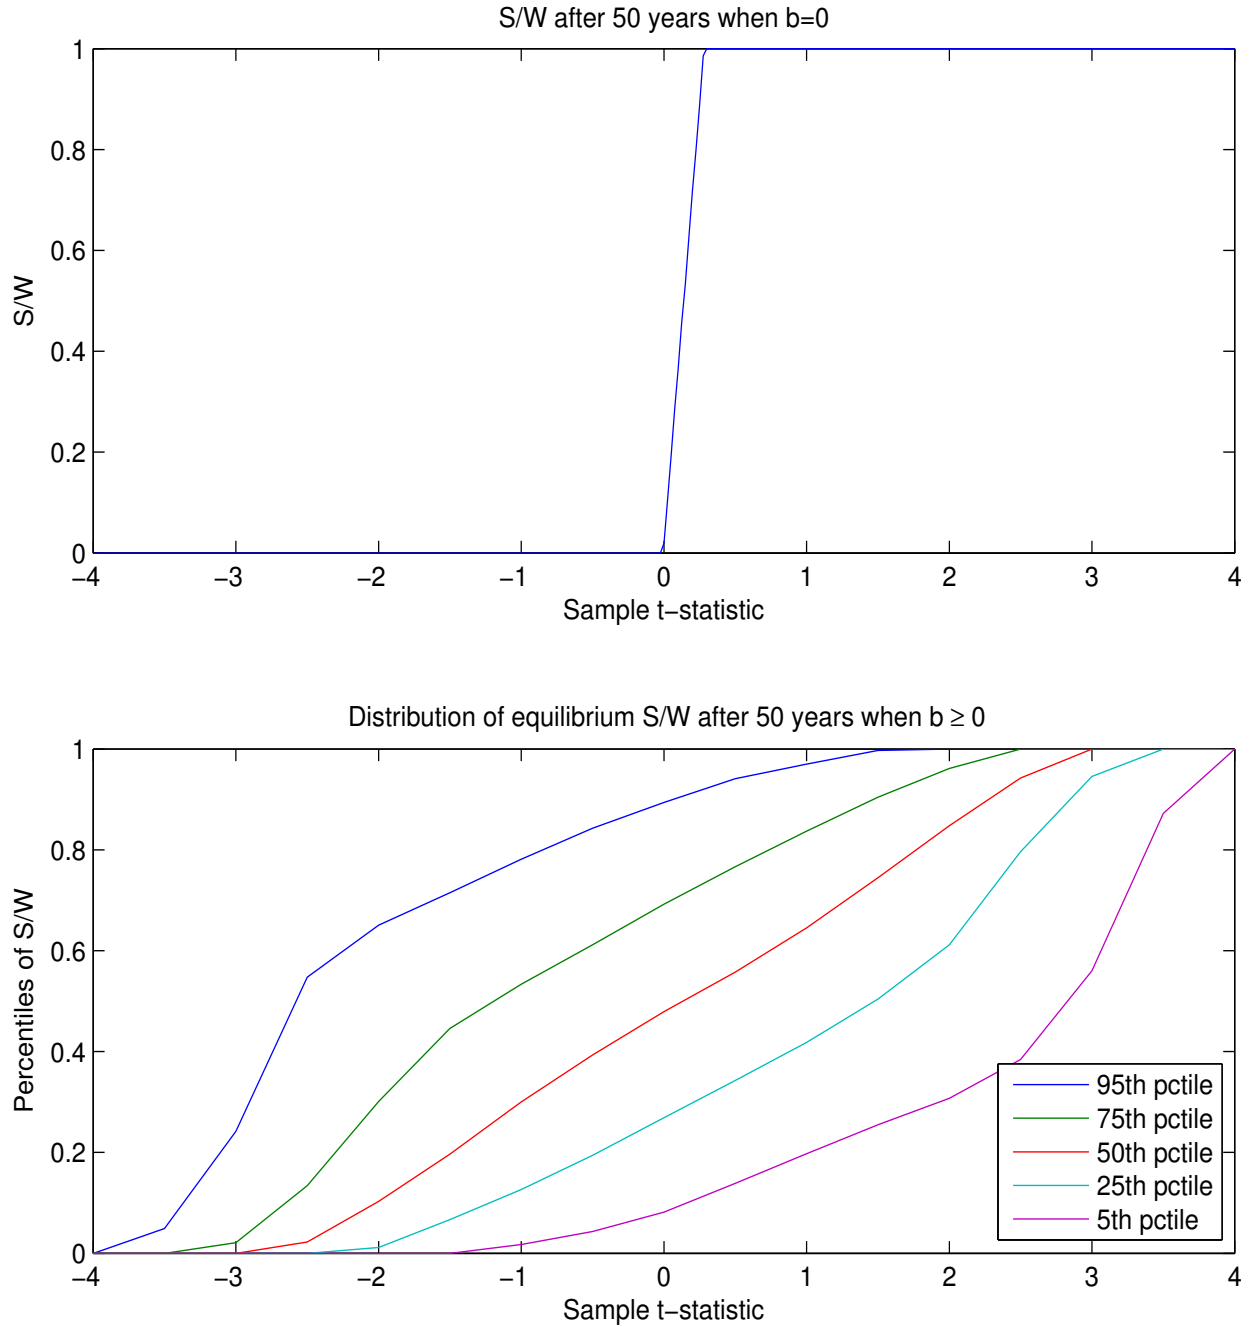 S/W after 50 years when b=0
1
0.8
0.6
0.4
0.2
0
S/W
−4 −3 −2 −1 0 1 2 3 4
Sample t−statistic
Distribution of equilibrium S/W after 50 years when b ≥ 0
1
0.8
0.6
0.4
0.2
0
Percentiles of S/W
95th pctile
75th pctile
50th pctile
25th pctile
5th pctile
−4 −3 −2 −1 0 1 2 3 4
Sample t−statistic